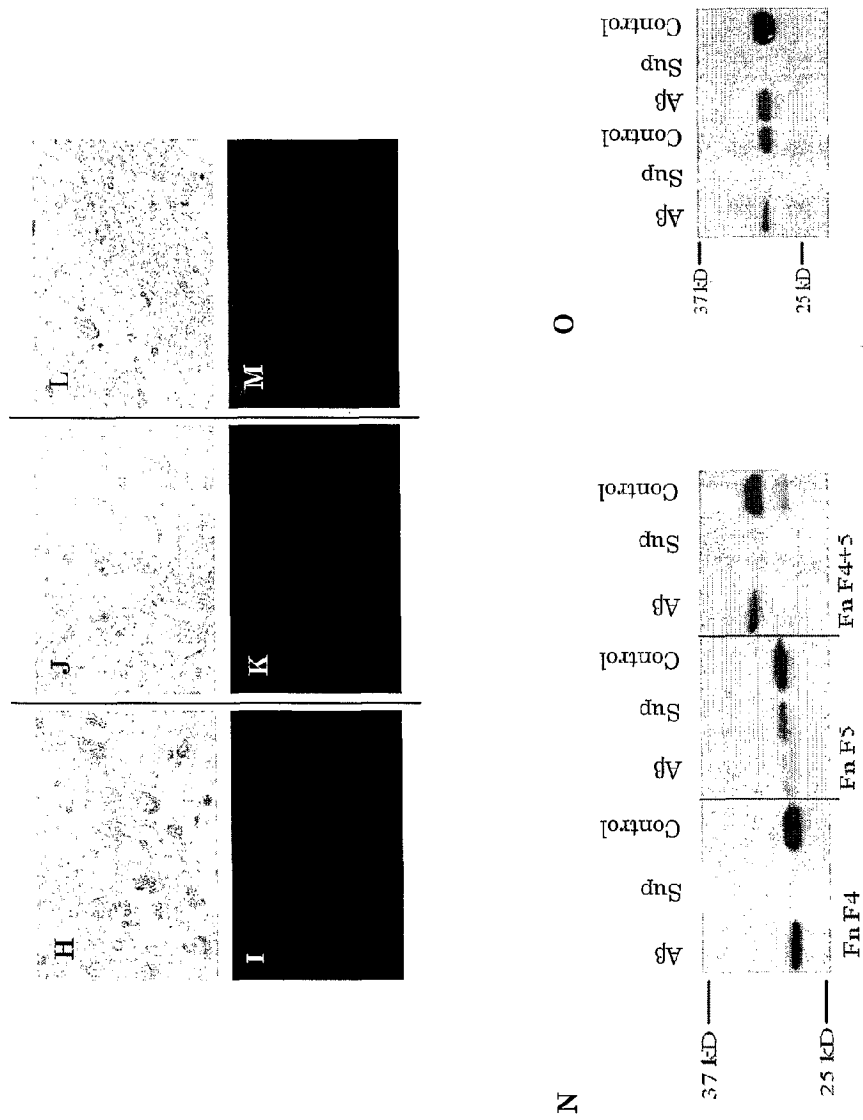 H
J
L
I
K
M
N
37 kD
25 kD
Aβ Sup Control Aβ Sup Control Aβ Sup Control
Fn F4 Fn F5 Fn F4+5
O
37 kD
25 kD
Aβ Sup Control Aβ Sup Control